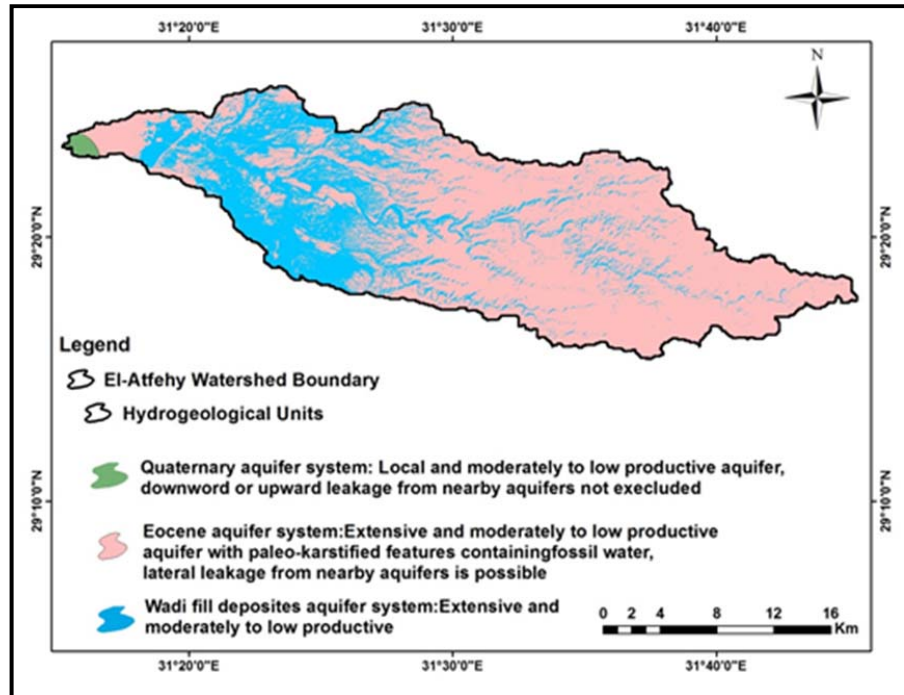 31°20'0"E 31°30'0"E 31°40'0"E
N
29°20'0"N 29°20'0"N
Legend
El-Atfehy Watershed Boundary
Hydrogeological Units
Quaternary aquifer system: Local and moderately to low productive aquifer,
downword or upward leakage from nearby aquifers not execluded
29°10'0"N 29°10'0"N
Eocene aquifer system:Extensive and moderately to low productive
aquifer with paleo-karstified features containingfossil water,
lateral leakage from nearby aquifers is possible
Wadi fill deposites aquifer system:Extensive and
moderately to low productive
0 2 4 8 12 16
Km
31°20'0"E 31°30'0"E 31°40'0"E